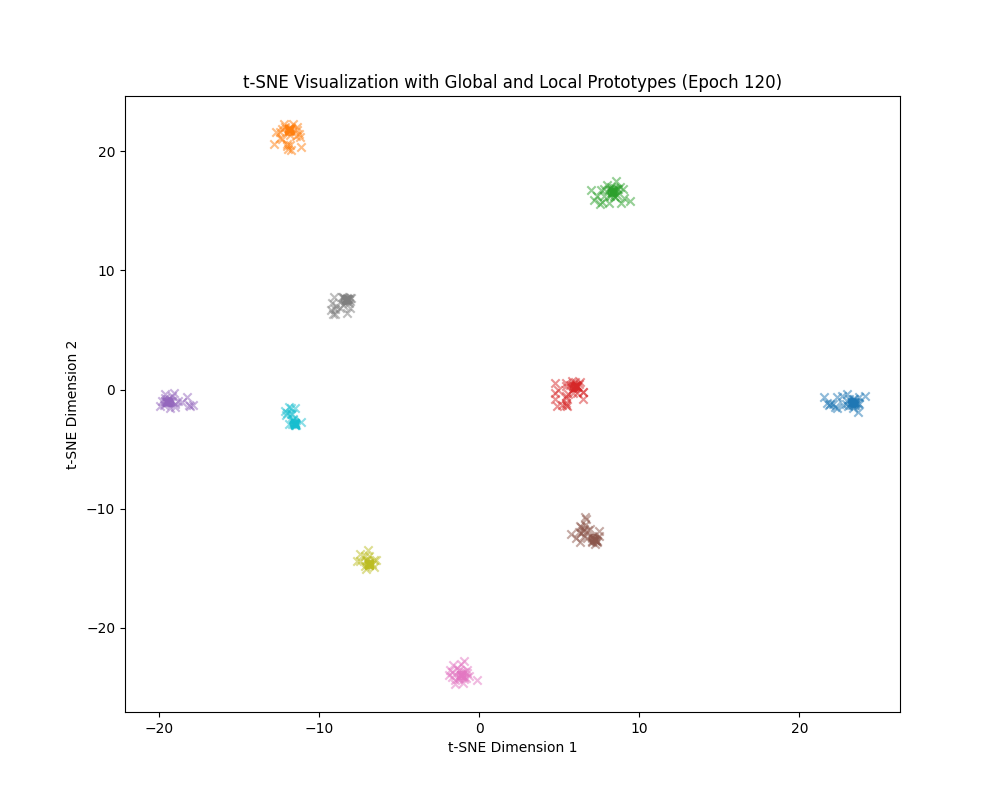 t-SNE Visualization with Global and Local Prototypes (Epoch 120)
20
10
0
−10
−20
t-SNE Dimension 2
−20 −10 0 10 20
t-SNE Dimension 1